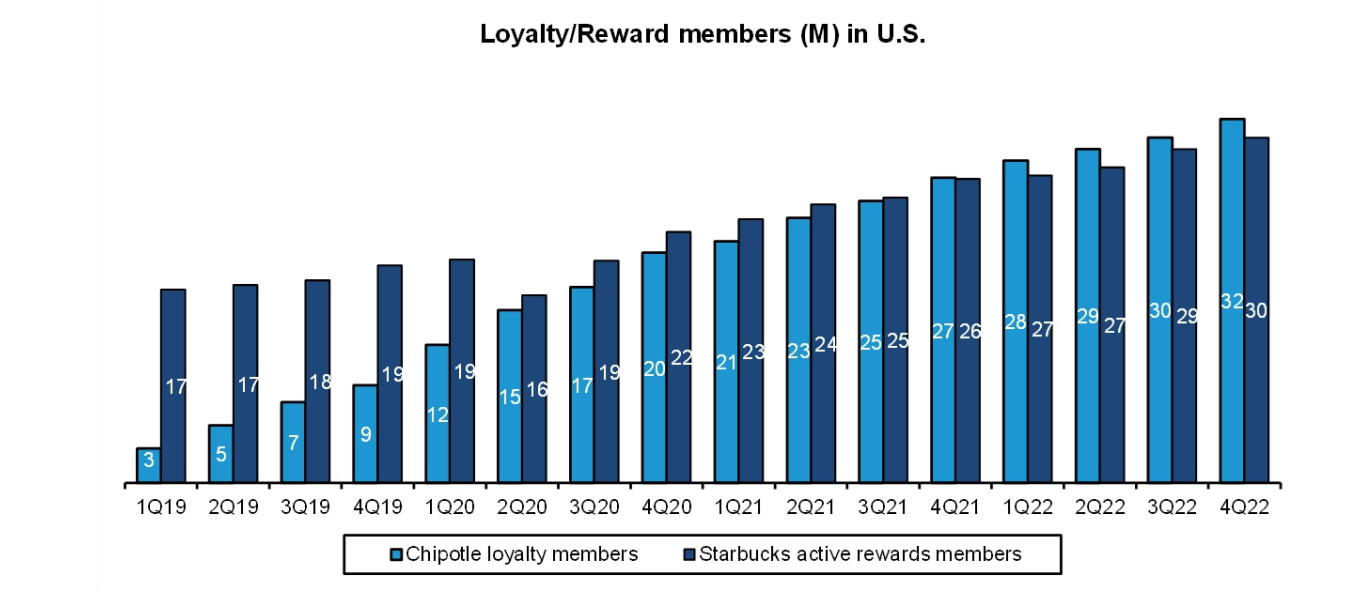 Loyalty/Reward members (M) in U.S.
3 17 5 17 7 18 9 19 12 19 15 16 17 19 20 22 21 23 23 24 25 25 27 26 28 27 29 27 30 29 32 30
1Q19 2Q19 3Q19 4Q19 1Q20 2Q20 3Q20 4Q20 1Q21 2Q21 3Q21 4Q21 1Q22 2Q22 3Q22 4Q22
Chipotle loyalty members Starbucks active rewards members